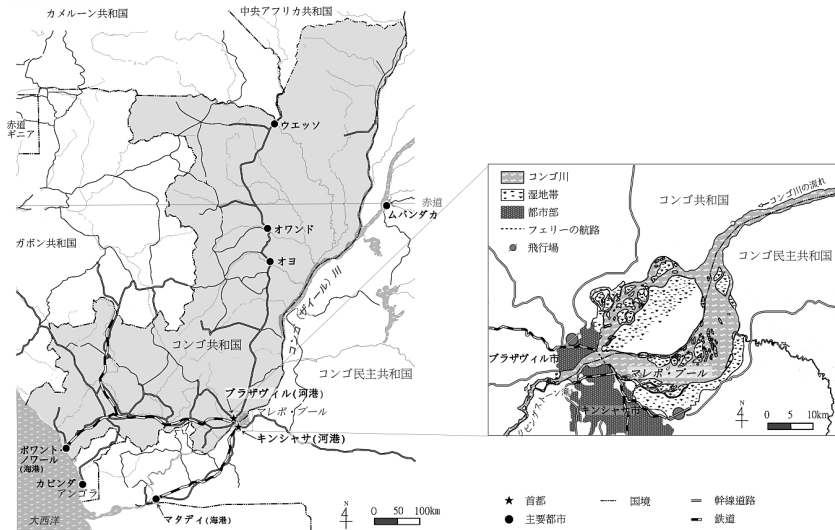 カメルーン共和国
中央アフリカ共和国
赤道
ギニア
ウエッソ
赤道
ムバンダカ
オワンド
ガボン共和国
オヨ
コンゴ共和国
コンゴ民主共和国
ブラザヴィル(河港)
マレボ・プール
キンシャサ(河港)
ポワント
ノワール
(海港)
カビンダ
アンゴラ
マタディ(海港)
大西洋
N
4
0 50 100km
コンゴ川
湿地帯
都市部
フェリーの航路
飛行場
コンゴ共和国
コンゴ川の流れ
コンゴ民主共和国
ブラザヴィル市
マレボ・プール
キンシャサ市
N
4
0 5 10km
首都
国境
幹線道路
主要都市
鉄道